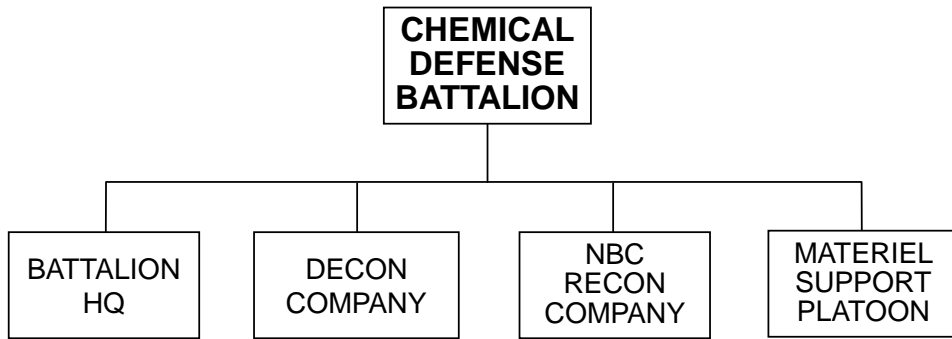 CHEMICAL
DEFENSE
BATTALION
BATTALION
HQ
DECON
COMPANY
NBC
RECON
COMPANY
MATERIEL
SUPPORT
PLATOON